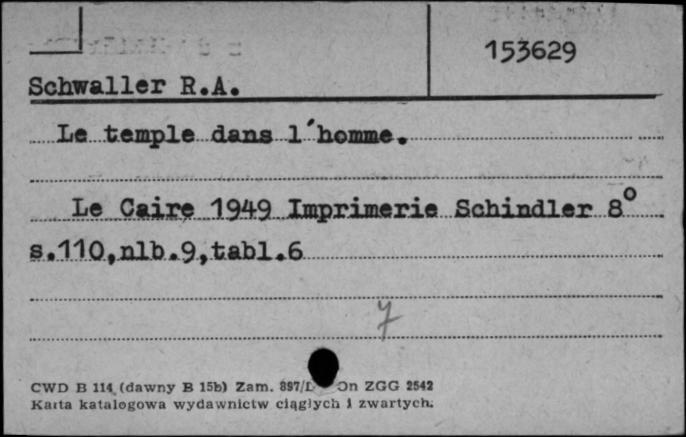 153629
Schwaller R.A.
Le temple dans l'homme.
Le Caire 1949 Imprimerie Schindler 8°
s.110,nlb.9,tabl.6
7
CWD B 114 (dawny B 15b) Zam. 897/ On ZGG 2542
Karta katalogowa wydawnictw ciągłych i zwartych.